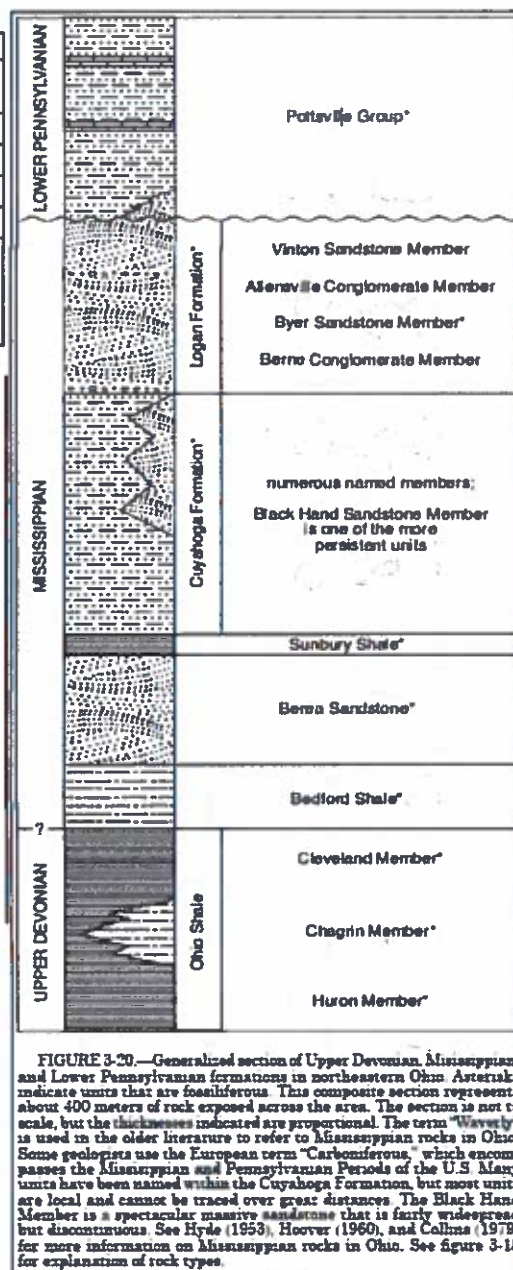 LOWER PENNSYLVANIAN
Pottsville Group*
MISSISSIPPIAN
Logan Formation*
Vinton Sandstone Member
Allensville Conglomerate Member
Byer Sandstone Member*
Berne Conglomerate Member
Cuyahoga Formation*
numerous named members;
Black Hand Sandstone Member
is one of the more
persistent units
Sunbury Shale*
Berea Sandstone*
Bedford Shale*
?
UPPER DEVONIAN
Ohio Shale
Cleveland Member*
Chagrin Member*
Huron Member*
FIGURE 3-20.—Generalized section of Upper Devonian, Mississippian
and Lower Pennsylvanian formations in northeastern Ohio. Asterisk
indicate units that are fossiliferous. This composite section represent
about 400 meters of rock exposed across the area. The section is not t
scale, but the thicknesses indicated are proportional. The term "Waverly
is used in the older literature to refer to Mississippian rocks in Ohio
Some geologists use the European term "Carboniferous," which encom
passes the Mississippian and Pennsylvanian Periods of the U.S. Many
units have been named within the Cuyahoga Formation, but most unit
are local and cannot be traced over great distances. The Black Hand
Member is a spectacular massive sandstone that is fairly widespread
but discontinuous. See Hyde (1953), Hoover (1960), and Collins (1979
for more information on Mississippian rocks in Ohio. See figure 3-18
for explanation of rock types.